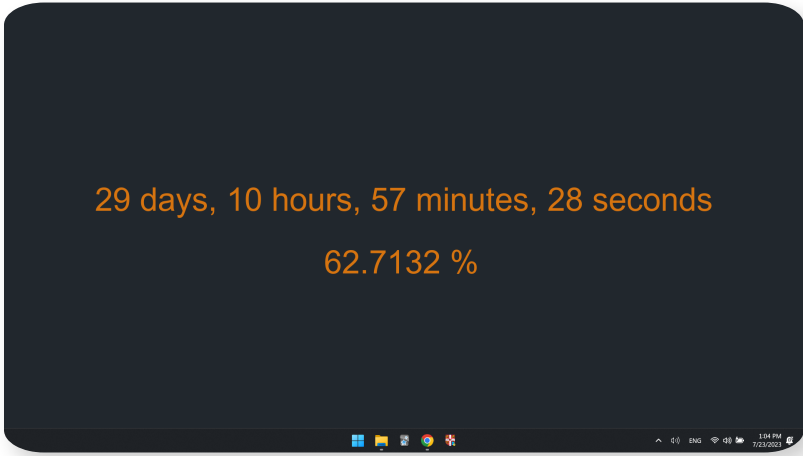 29 days, 10 hours, 57 minutes, 28 seconds
62.7132 %
ENG
1:04 PM
7/23/2023